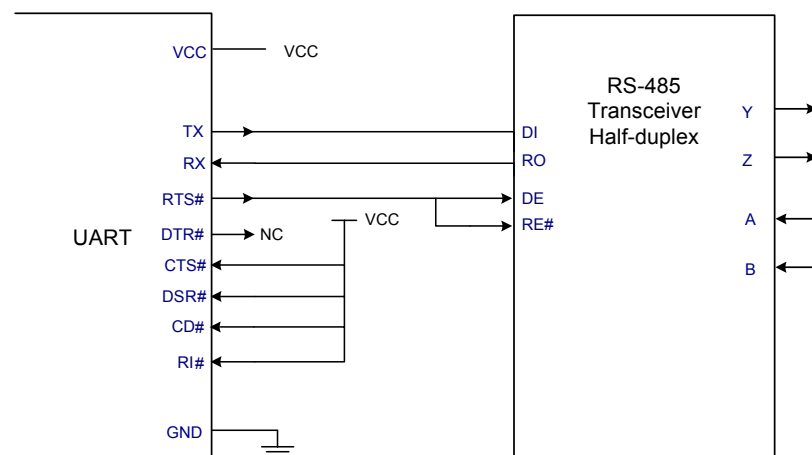 VCC
VCC
RS-485
Transceiver
Half-duplex
Y
TX
DI
RX
RO
Z
RTS#
DE
VCC
RE#
A
UART
DTR#
NC
CTS#
B
DSR#
CD#
RI#
GND